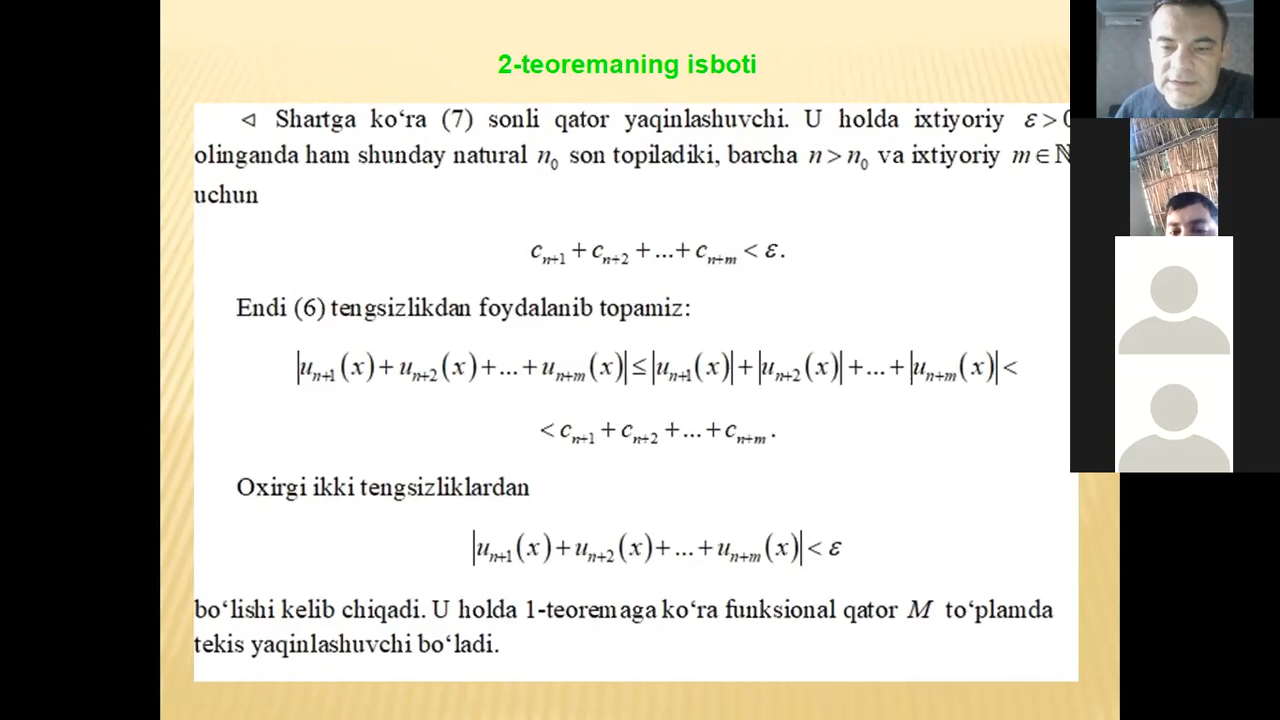 2-teoremaning isboti
⊲ Shartga ko‘ra (7) sonli qator yaqinlashuvchi. U holda ixtiyoriy ε > 0
olinganda ham shunday natural n₀ son topiladiki, barcha n > n₀ va ixtiyoriy m ∈ ℕ
uchun
cₙ₊₁ + cₙ₊₂ + ... + cₙ₊ₘ < ε.
Endi (6) tengsizlikdan foydalanib topamiz:
|uₙ₊₁(x) + uₙ₊₂(x) + ... + uₙ₊ₘ(x)| ≤ |uₙ₊₁(x)| + |uₙ₊₂(x)| + ... + |uₙ₊ₘ(x)| <
< cₙ₊₁ + cₙ₊₂ + ... + cₙ₊ₘ.
Oxirgi ikki tengsizliklardan
|uₙ₊₁(x) + uₙ₊₂(x) + ... + uₙ₊ₘ(x)| < ε
bo‘lishi kelib chiqadi. U holda 1-teoremaga ko‘ra funksional qator M to‘plamda
tekis yaqinlashuvchi bo‘ladi.